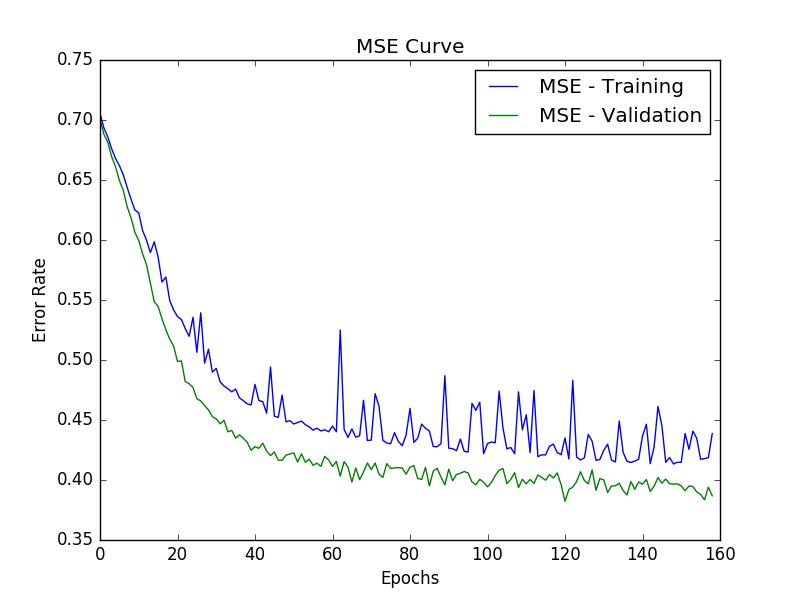 MSE Curve
MSE - Training
MSE - Validation
Error Rate
0.75
0.70
0.65
0.60
0.55
0.50
0.45
0.40
0.35
0 20 40 60 80 100 120 140 160
Epochs